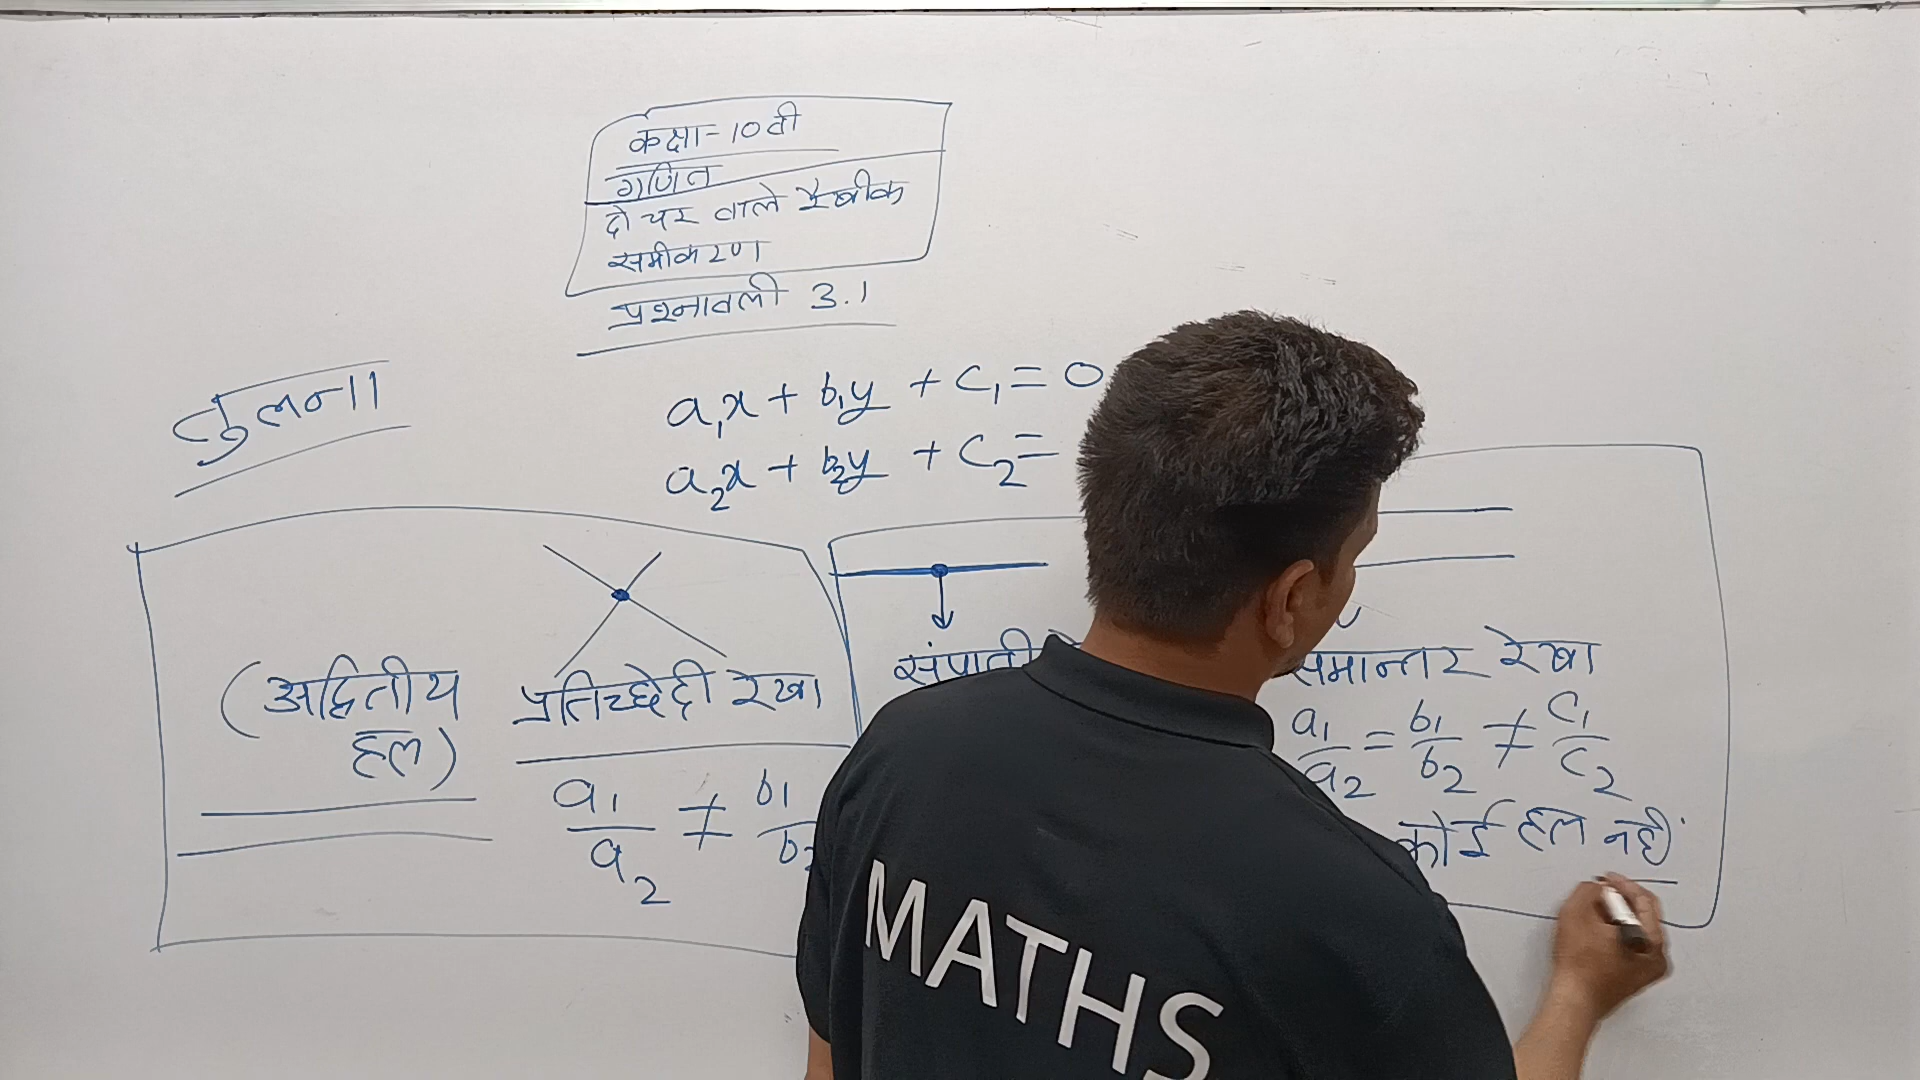 कक्षा-10वी
गणित
दो चर वाले रैखीक
समीकरण
प्रश्नावली 3.1
तुलना
a₁x + b₁y + c₁ = 0
a₂x + b₂y + c₂ =
(अद्वितीय
हल)
प्रतिच्छेदी रेखा
a₁/a₂ ≠ b₁/b₂
संपाती
समान्तर रेखा
a₁/a₂ = b₁/b₂ ≠ c₁/c₂
कोई हल नहीं
MATHS